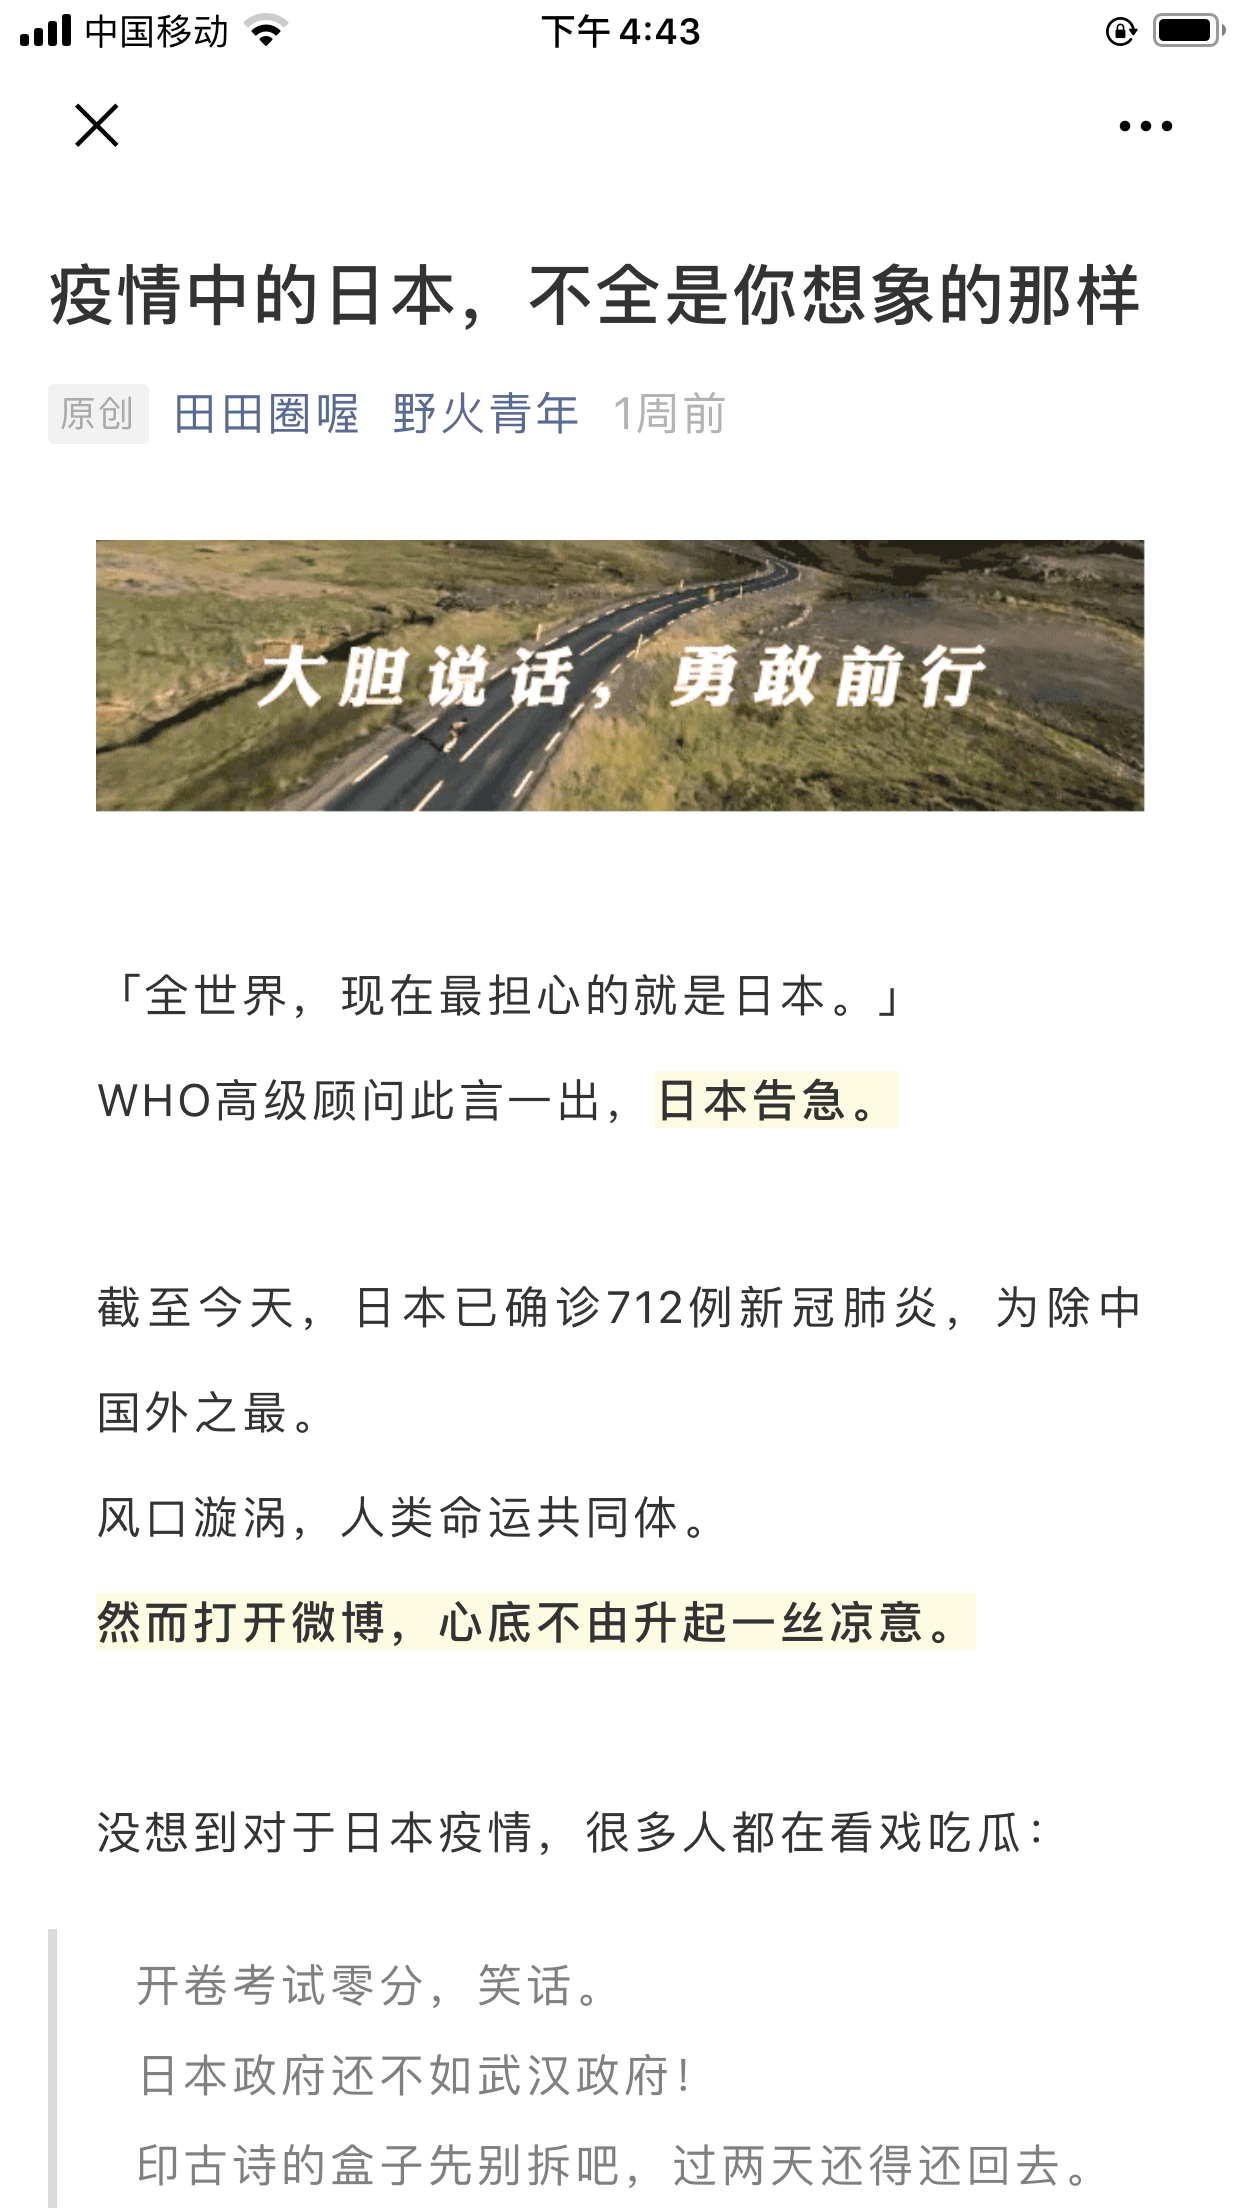 中国移动 下午4:43
疫情中的日本，不全是你想象的那样
原创 田田圈喔 野火青年 1周前
大胆说话，勇敢前行
「全世界，现在最担心的就是日本。」
WHO高级顾问此言一出，日本告急。
截至今天，日本已确诊712例新冠肺炎，为除中
国外之最。
风口漩涡，人类命运共同体。
然而打开微博，心底不由升起一丝凉意。
没想到对于日本疫情，很多人都在看戏吃瓜：
开卷考试零分，笑话。
日本政府还不如武汉政府！
印古诗的盒子先别拆吧，过两天还得还回去。